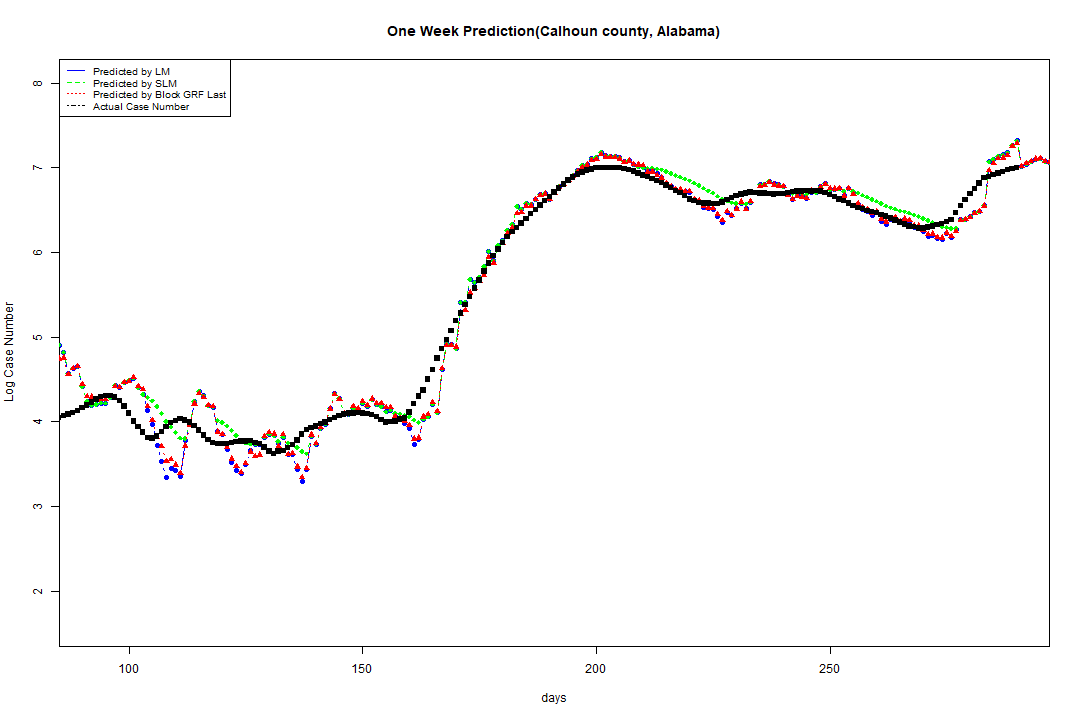 One Week Prediction(Calhoun county, Alabama)
Predicted by LM
Predicted by SLM
Predicted by Block GRF Last
Actual Case Number
8
7
6
5
4
3
2
Log Case Number
100 150 200 250
days